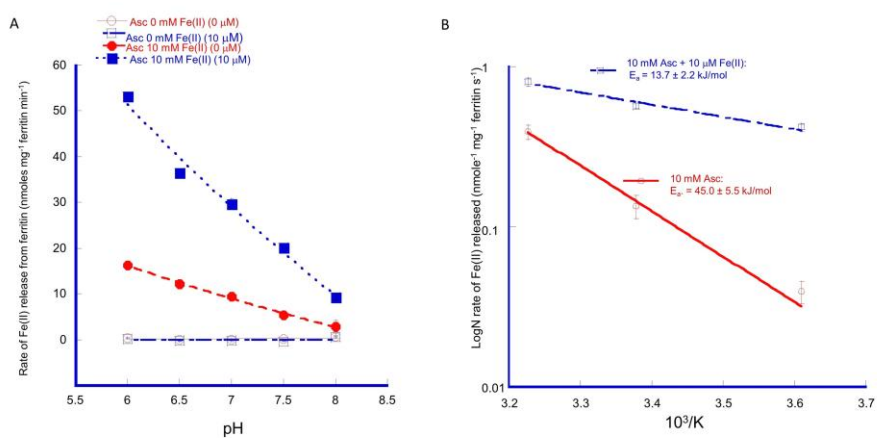 A
Asc 0 mM Fe(II) (0 μM)
Asc 0 mM Fe(II) (10 μM)
Asc 10 mM Fe(II) (0 μM)
Asc 10 mM Fe(II) (10 μM)
Rate of Fe(II) release from ferritin (nmoles mg⁻¹ ferritin min⁻¹)
60
50
40
30
20
10
0
5.5 6 6.5 7 7.5 8 8.5
pH
B
10 mM Asc + 10 μM Fe(II):
Eₐ = 13.7 ± 2.2 kJ/mol
10 mM Asc:
Eₐ₋ = 45.0 ± 5.5 kJ/mol
LogN rate of Fe(II) released (nmole⁻¹ mg⁻¹ ferritin s⁻¹)
1
0.1
0.01
3.2 3.3 3.4 3.5 3.6 3.7
10³/K